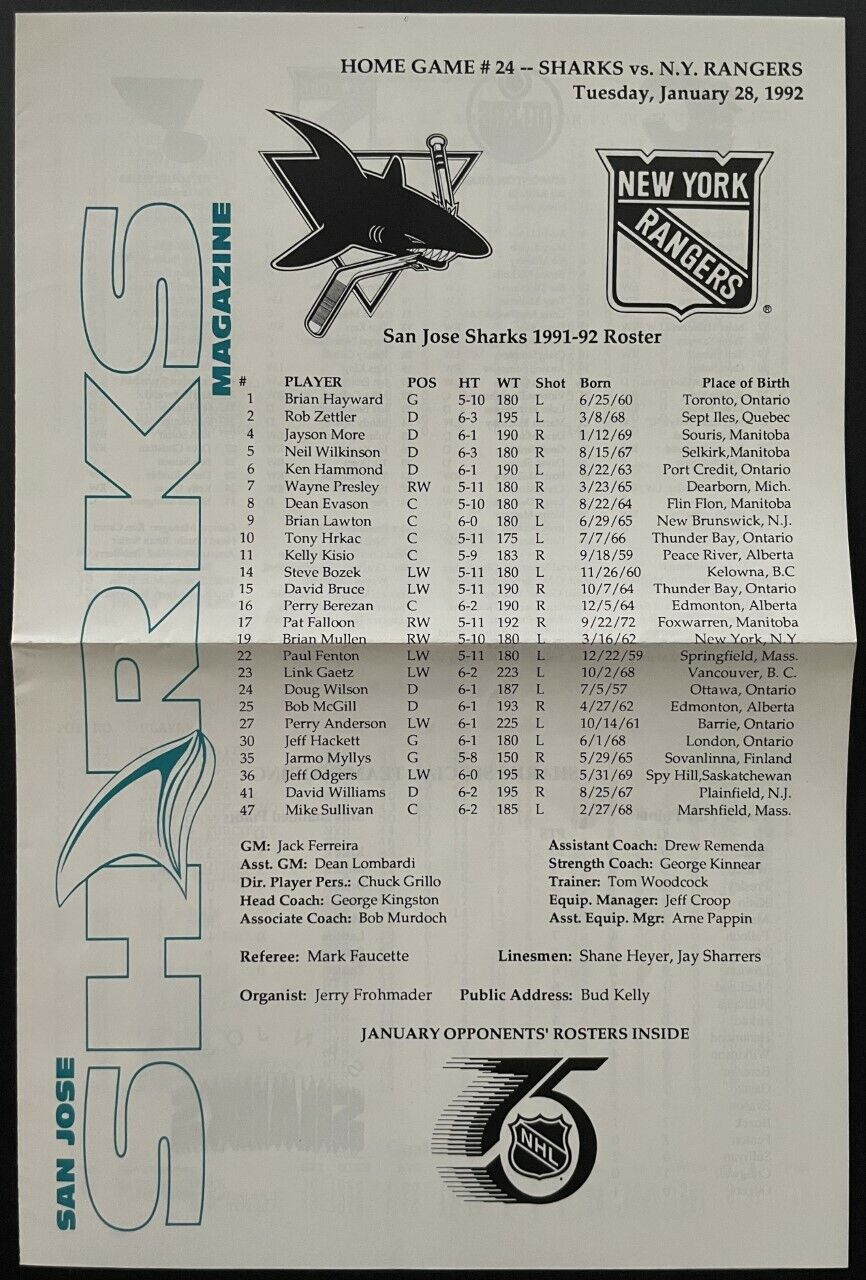 HOME GAME # 24 -- SHARKS vs. N.Y. RANGERS
Tuesday, January 28, 1992
SAN JOSE
SHARKS
MAGAZINE
NEW YORK
RANGERS
®
San Jose Sharks 1991-92 Roster
# PLAYER POS HT WT Shot Born Place of Birth
1 Brian Hayward G 5-10 180 L 6/25/60 Toronto, Ontario
2 Rob Zettler D 6-3 195 L 3/8/68 Sept Iles, Quebec
4 Jayson More D 6-1 190 R 1/12/69 Souris, Manitoba
5 Neil Wilkinson D 6-3 180 R 8/15/67 Selkirk,Manitoba
6 Ken Hammond D 6-1 190 L 8/22/63 Port Credit, Ontario
7 Wayne Presley RW 5-11 180 R 3/23/65 Dearborn, Mich.
8 Dean Evason C 5-10 180 R 8/22/64 Flin Flon, Manitoba
9 Brian Lawton C 6-0 180 L 6/29/65 New Brunswick, N.J.
10 Tony Hrkac C 5-11 175 L 7/7/66 Thunder Bay, Ontario
11 Kelly Kisio C 5-9 183 R 9/18/59 Peace River, Alberta
14 Steve Bozek LW 5-11 180 L 11/26/60 Kelowna, B.C
15 David Bruce LW 5-11 190 R 10/7/64 Thunder Bay, Ontario
16 Perry Berezan C 6-2 190 R 12/5/64 Edmonton, Alberta
17 Pat Falloon RW 5-11 192 R 9/22/72 Foxwarren, Manitoba
19 Brian Mullen RW 5-10 180 L 3/16/62 New York, N.Y.
22 Paul Fenton LW 5-11 180 L 12/22/59 Springfield, Mass.
23 Link Gaetz LW 6-2 223 L 10/2/68 Vancouver, B. C.
24 Doug Wilson D 6-1 187 L 7/5/57 Ottawa, Ontario
25 Bob McGill D 6-1 193 R 4/27/62 Edmonton, Alberta
27 Perry Anderson LW 6-1 225 L 10/14/61 Barrie, Ontario
30 Jeff Hackett G 6-1 180 L 6/1/68 London, Ontario
35 Jarmo Myllys G 5-8 150 R 5/29/65 Sovanlinna, Finland
36 Jeff Odgers LW 6-0 195 R 5/31/69 Spy Hill,Saskatchewan
41 David Williams D 6-2 195 R 8/25/67 Plainfield, N.J.
47 Mike Sullivan C 6-2 185 L 2/27/68 Marshfield, Mass.
GM: Jack Ferreira
Asst. GM: Dean Lombardi
Dir. Player Pers.: Chuck Grillo
Head Coach: George Kingston
Associate Coach: Bob Murdoch
Assistant Coach: Drew Remenda
Strength Coach: George Kinnear
Trainer: Tom Woodcock
Equip. Manager: Jeff Croop
Asst. Equip. Mgr: Arne Pappin
Referee: Mark Faucette Linesmen: Shane Heyer, Jay Sharrers
Organist: Jerry Frohmader Public Address: Bud Kelly
JANUARY OPPONENTS' ROSTERS INSIDE
75
NHL